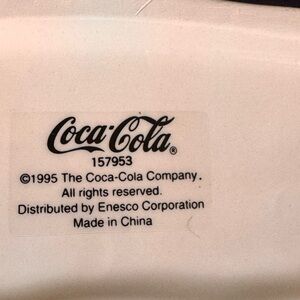 Coca-Cola®
157953
©1995 The Coca-Cola Company.
All rights reserved.
Distributed by Enesco Corporation
Made in China